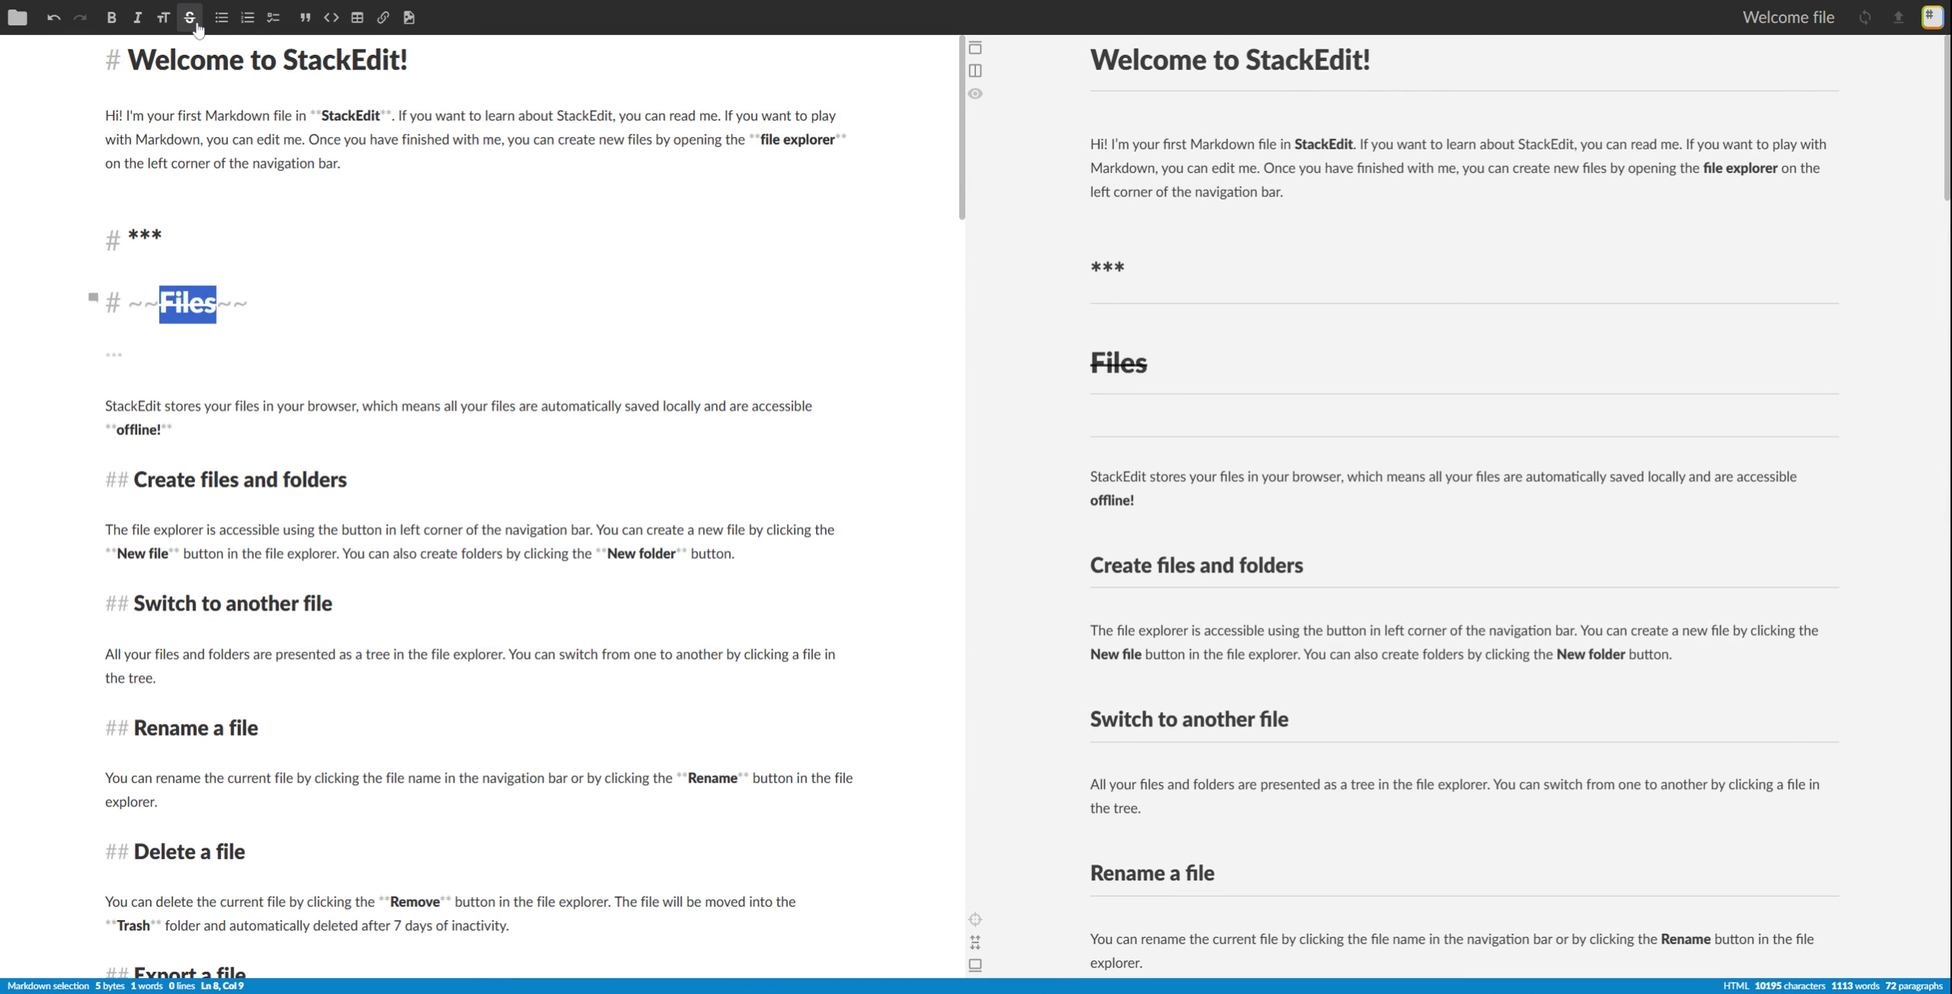 Welcome file
# Welcome to StackEdit!
Hi! I'm your first Markdown file in **StackEdit**. If you want to learn about StackEdit, you can read me. If you want to play
with Markdown, you can edit me. Once you have finished with me, you can create new files by opening the **file explorer**
on the left corner of the navigation bar.
# ***
# ~~Files~~
***
StackEdit stores your files in your browser, which means all your files are automatically saved locally and are accessible
**offline!**
## Create files and folders
The file explorer is accessible using the button in left corner of the navigation bar. You can create a new file by clicking the
**New file** button in the file explorer. You can also create folders by clicking the **New folder** button.
## Switch to another file
All your files and folders are presented as a tree in the file explorer. You can switch from one to another by clicking a file in
the tree.
## Rename a file
You can rename the current file by clicking the file name in the navigation bar or by clicking the **Rename** button in the file
explorer.
## Delete a file
You can delete the current file by clicking the **Remove** button in the file explorer. The file will be moved into the
**Trash** folder and automatically deleted after 7 days of inactivity.
## Export a file
Welcome to StackEdit!
Hi! I'm your first Markdown file in StackEdit. If you want to learn about StackEdit, you can read me. If you want to play with
Markdown, you can edit me. Once you have finished with me, you can create new files by opening the file explorer on the
left corner of the navigation bar.
***
Files
StackEdit stores your files in your browser, which means all your files are automatically saved locally and are accessible
offline!
Create files and folders
The file explorer is accessible using the button in left corner of the navigation bar. You can create a new file by clicking the
New file button in the file explorer. You can also create folders by clicking the New folder button.
Switch to another file
All your files and folders are presented as a tree in the file explorer. You can switch from one to another by clicking a file in
the tree.
Rename a file
You can rename the current file by clicking the file name in the navigation bar or by clicking the Rename button in the file
explorer.
Markdown selection 5 bytes 1 words 0 lines Ln 8, Col 9
HTML 10195 characters 1113 words 72 paragraphs